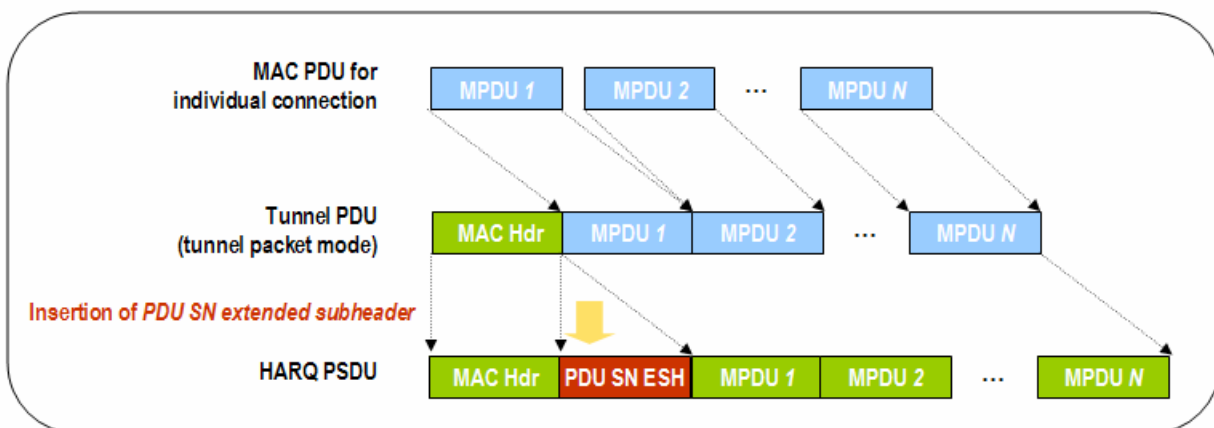 MAC PDU for
individual connection
MPDU 1
MPDU 2
...
MPDU N
Tunnel PDU
(tunnel packet mode)
MAC Hdr
MPDU 1
MPDU 2
...
MPDU N
Insertion of PDU SN extended subheader
HARQ PSDU
MAC Hdr
PDU SN ESH
MPDU 1
MPDU 2
...
MPDU N